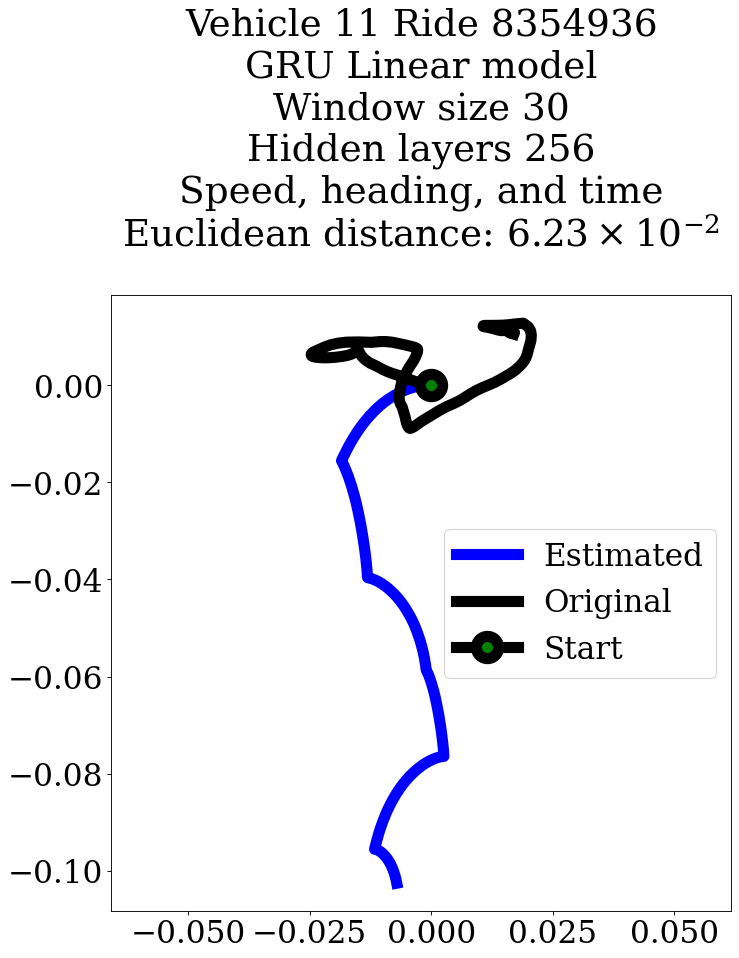 Vehicle 11 Ride 8354936
GRU Linear model
Window size 30
Hidden layers 256
Speed, heading, and time
Euclidean distance: 6.23 × 10⁻²
0.00
−0.02
−0.04
−0.06
−0.08
−0.10
Estimated
Original
Start
−0.050 −0.025 0.000 0.025 0.050